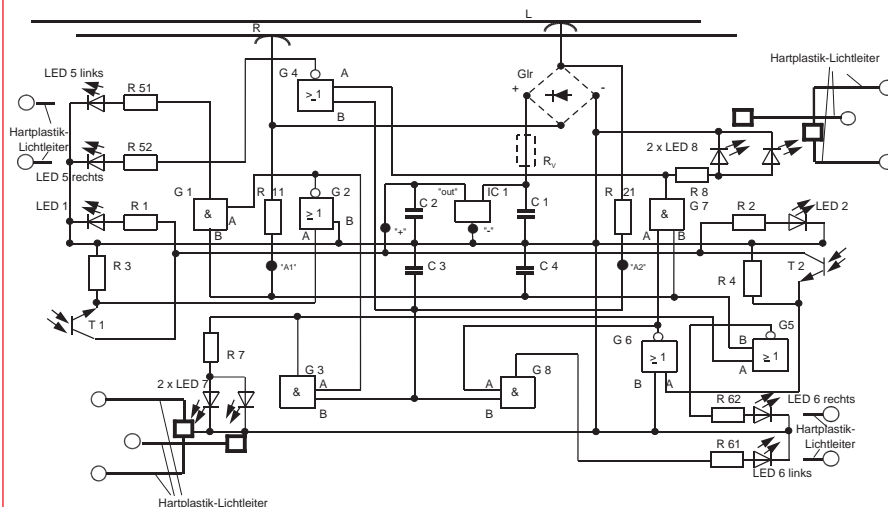 L
R
LED 5 links
R 51
G 4
A
>1
B
Glr
+
-
Hartplastik-Lichtleiter
Hartplastik-
Lichtleiter
R 52
LED 5 rechts
2 x LED 8
RV
R 8
LED 1
R 1
G 1
&
A
B
R 11
G 2
≥ 1
B
A
"out"
IC 1
C 2
C 1
"+"
"-"
R 21
G 7
&
A
B
R 2
LED 2
R 3
"A1"
C 3
C 4
"A2"
R 4
T 2
T 1
R 7
G 3
&
A
B
G 8
A
&
B
G 6
≥ 1
B
A
G5
B
A
≥ 1
2 x LED 7
R 62
LED 6 rechts
Hartplastik-
Lichtleiter
R 61
LED 6 links
Hartplastik-Lichtleiter